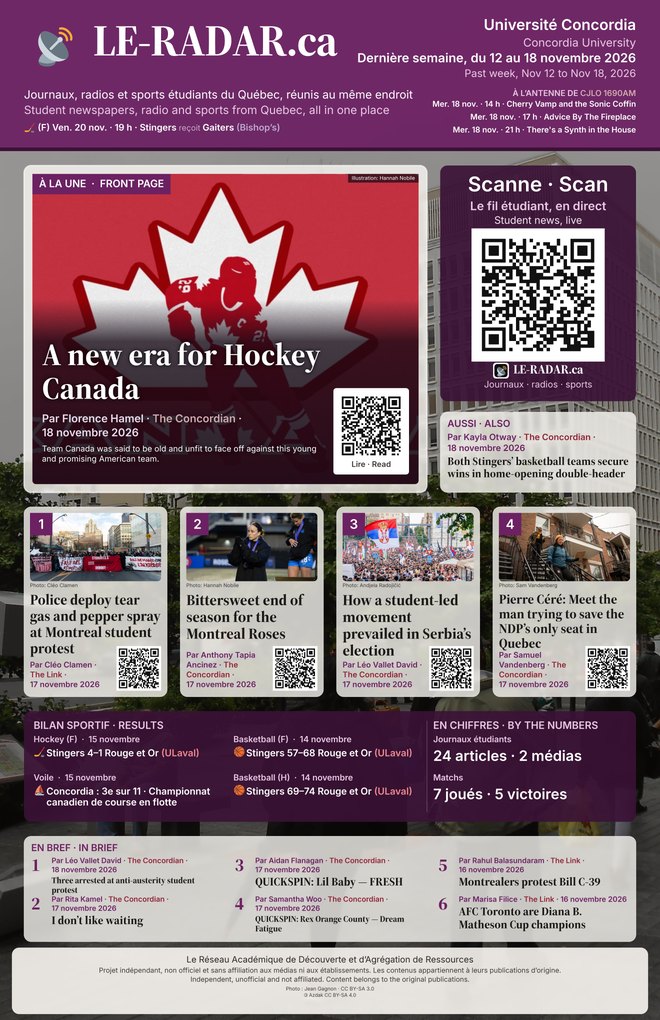 LE-RADAR.ca
Université Concordia
Concordia University
Dernière semaine, du 12 au 18 novembre 2026
Past week, Nov 12 to Nov 18, 2026
Journaux, radios et sports étudiants du Québec, réunis au même endroit
Student newspapers, radio and sports from Quebec, all in one place
(F) Ven. 20 nov. · 19 h · Stingers reçoit Gaiters (Bishop's)
À L'ANTENNE DE CJLO 1690AM
Mer. 18 nov. · 14 h · Cherry Vamp and the Sonic Coffin
Mer. 18 nov. · 17 h · Advice By The Fireplace
Mer. 18 nov. · 21 h · There's a Synth in the House
À LA UNE · FRONT PAGE
Illustration: Hannah Nobile
A new era for Hockey
Canada
Par Florence Hamel · The Concordian ·
18 novembre 2026
Team Canada was said to be old and unfit to face off against this young
and promising American team.
Lire · Read
Scanne · Scan
Le fil étudiant, en direct
Student news, live
LE-RADAR.ca
Journaux · radios · sports
AUSSI · ALSO
Par Kayla Otway · The Concordian ·
18 novembre 2026
Both Stingers' basketball teams secure
wins in home-opening double-header
1
Photo: Cléo Clamen
Police deploy tear
gas and pepper spray
at Montreal student
protest
Par Cléo Clamen ·
The Link ·
17 novembre 2026
2
Photo: Hannah Nobile
Bittersweet end of
season for the
Montreal Roses
Par Anthony Tapia
Ancinez · The
Concordian ·
17 novembre 2026
3
Photo: Andjela Radojičić
How a student-led
movement
prevailed in Serbia's
election
Par Léo Vallet David ·
The Concordian ·
17 novembre 2026
4
Photo: Sam Vandenberg
Pierre Céré: Meet the
man trying to save the
NDP's only seat in
Quebec
Par Samuel
Vandenberg · The
Concordian ·
17 novembre 2026
BILAN SPORTIF · RESULTS
Hockey (F) · 15 novembre
Stingers 4–1 Rouge et Or (ULaval)
Voile · 15 novembre
Concordia : 3e sur 11 · Championnat
canadien de course en flotte
Basketball (F) · 14 novembre
Stingers 57–68 Rouge et Or (ULaval)
Basketball (H) · 14 novembre
Stingers 69–74 Rouge et Or (ULaval)
EN CHIFFRES · BY THE NUMBERS
Journaux étudiants
24 articles · 2 médias
Matchs
7 joués · 5 victoires
EN BREF · IN BRIEF
1
Par Léo Vallet David · The Concordian ·
18 novembre 2026
Three arrested at anti-austerity student
protest
2
Par Rita Kamel · The Concordian ·
17 novembre 2026
I don't like waiting
3
Par Aidan Flanagan · The Concordian ·
17 novembre 2026
QUICKSPIN: Lil Baby — FRESH
4
Par Samantha Woo · The Concordian ·
17 novembre 2026
QUICKSPIN: Rex Orange County — Dream
Fatigue
5
Par Rahul Balasundaram · The Link ·
16 novembre 2026
Montrealers protest Bill C-39
6
Par Marisa Filice · The Link · 16 novembre 2026
AFC Toronto are Diana B.
Matheson Cup champions
Le Réseau Académique de Découverte et d'Agrégation de Ressources
Projet indépendant, non officiel et sans affiliation aux médias ni aux établissements. Les contenus appartiennent à leurs publications d'origine.
Independent, unofficial and not affiliated. Content belongs to the original publications.
Photo : Jean Gagnon · CC BY-SA 3.0
© Azdak CC BY-SA 4.0